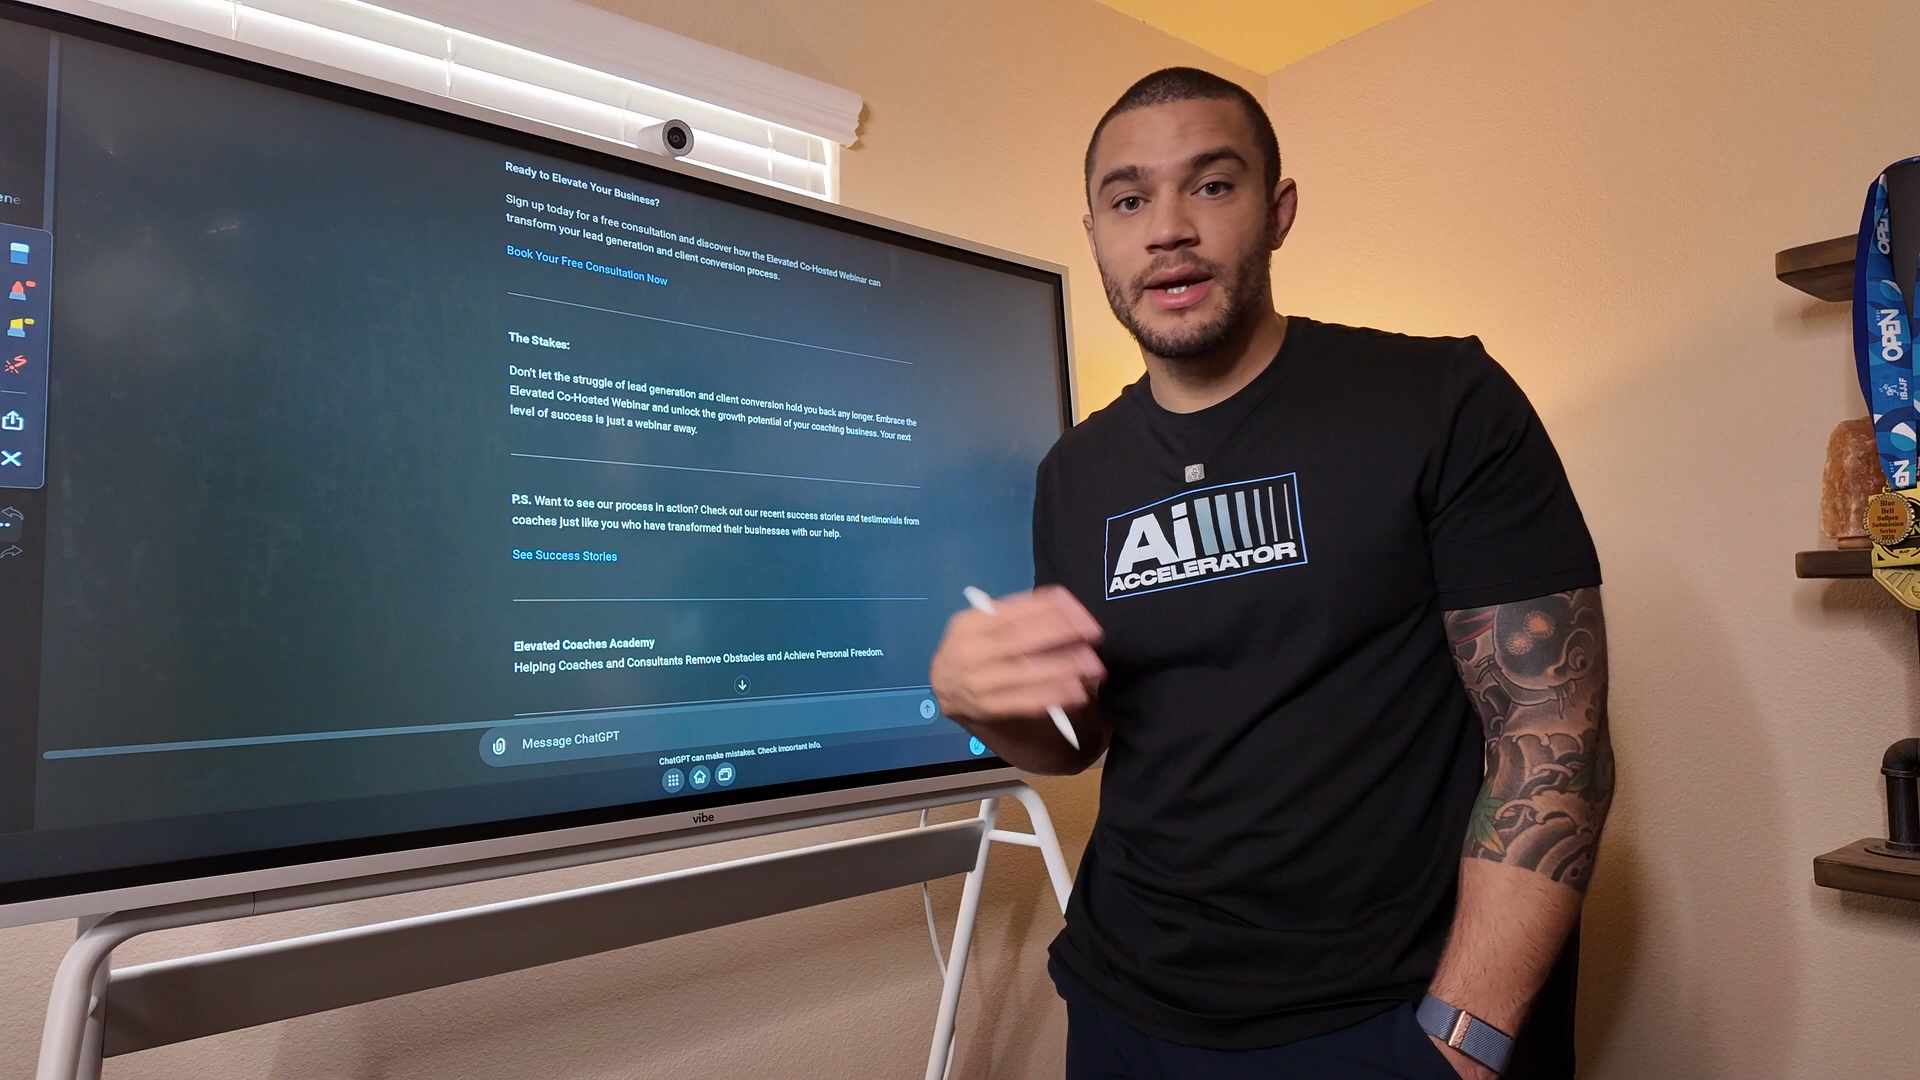 Ready to Elevate Your Business?
Sign up today for a free consultation and discover how the Elevated Co-Hosted Webinar can
transform your lead generation and client conversion process.
Book Your Free Consultation Now
The Stakes:
Don't let the struggle of lead generation and client conversion hold you back any longer. Embrace the
Elevated Co-Hosted Webinar and unlock the growth potential of your coaching business. Your next
level of success is just a webinar away.
P.S. Want to see our process in action? Check out our recent success stories and testimonials from
coaches just like you who have transformed their businesses with our help.
See Success Stories
Elevated Coaches Academy
Helping Coaches and Consultants Remove Obstacles and Achieve Personal Freedom.
Message ChatGPT
ChatGPT can make mistakes. Check important info.
vibe
Ai
ACCELERATOR
OPEN
OPEN
IBJJF
Blue
Belt
Submission
Series